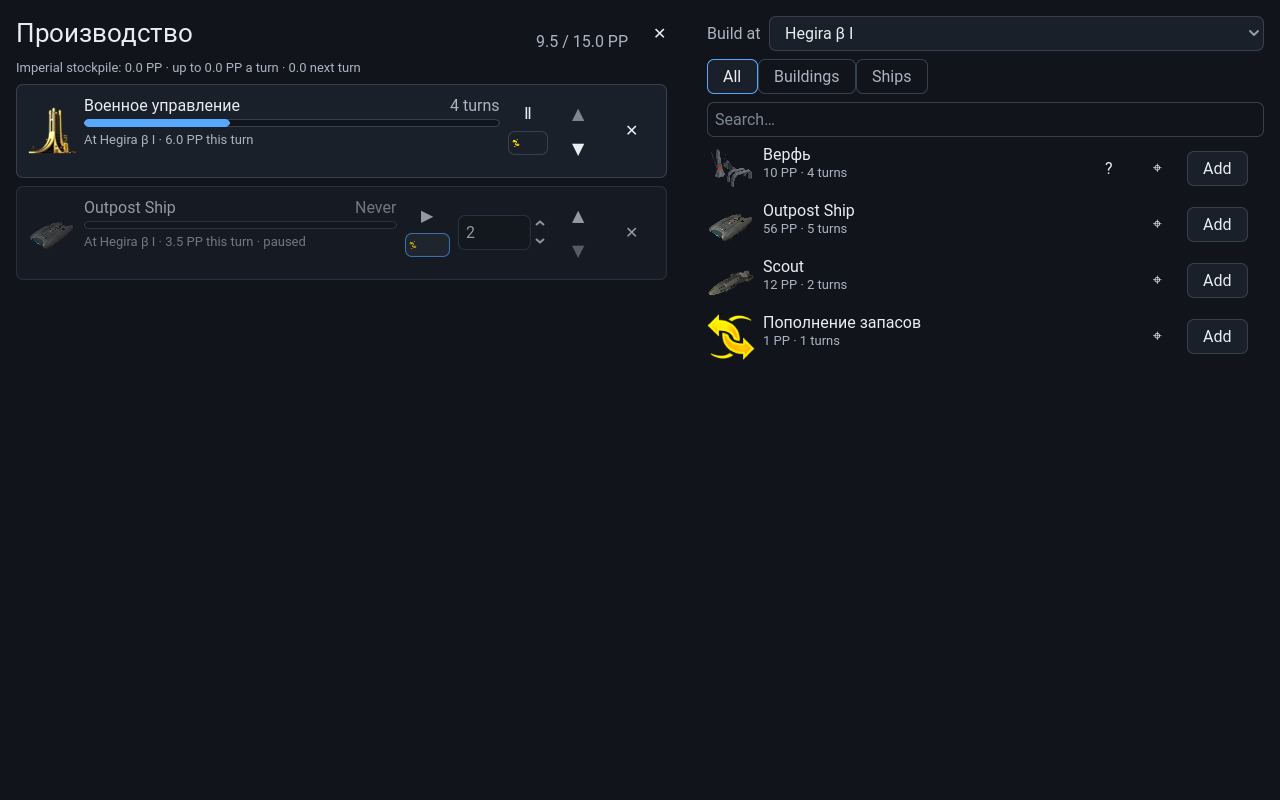 Производство
9.5 / 15.0 PP
×
Imperial stockpile: 0.0 PP · up to 0.0 PP a turn · 0.0 next turn
Военное управление
4 turns
At Hegira β I · 6.0 PP this turn
×
Outpost Ship
Never
At Hegira β I · 3.5 PP this turn · paused
2
×
Build at
Hegira β I
All
Buildings
Ships
Search…
Верфь
10 PP · 4 turns
?
Add
Outpost Ship
56 PP · 5 turns
Add
Scout
12 PP · 2 turns
Add
Пополнение запасов
1 PP · 1 turns
Add